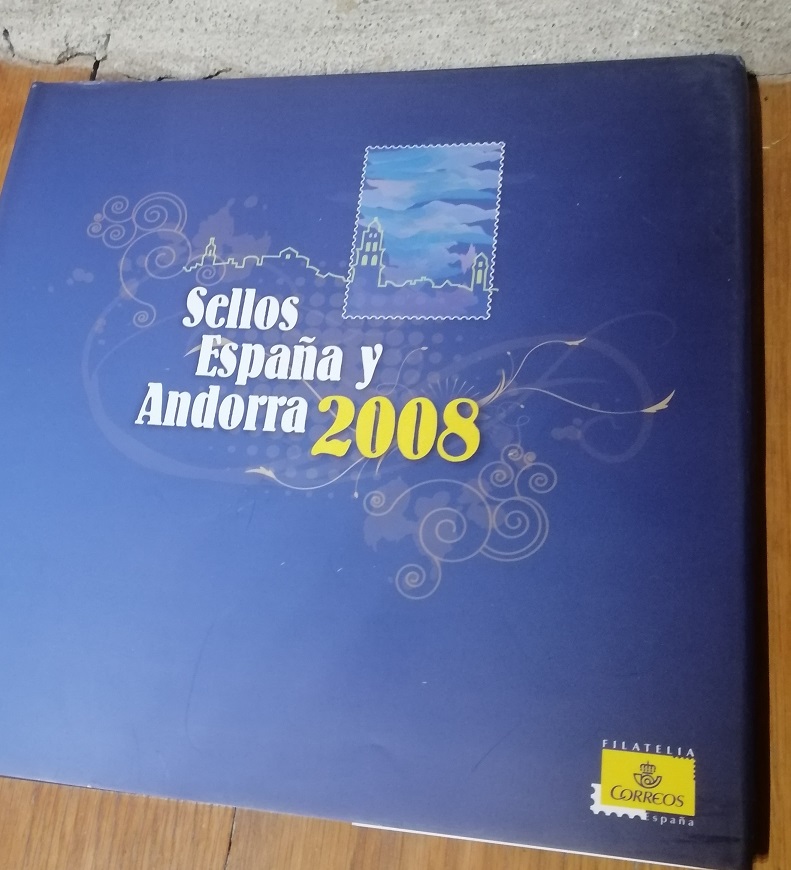 Sellos
España y
Andorra 2008
FILATELIA
CORREOS
España